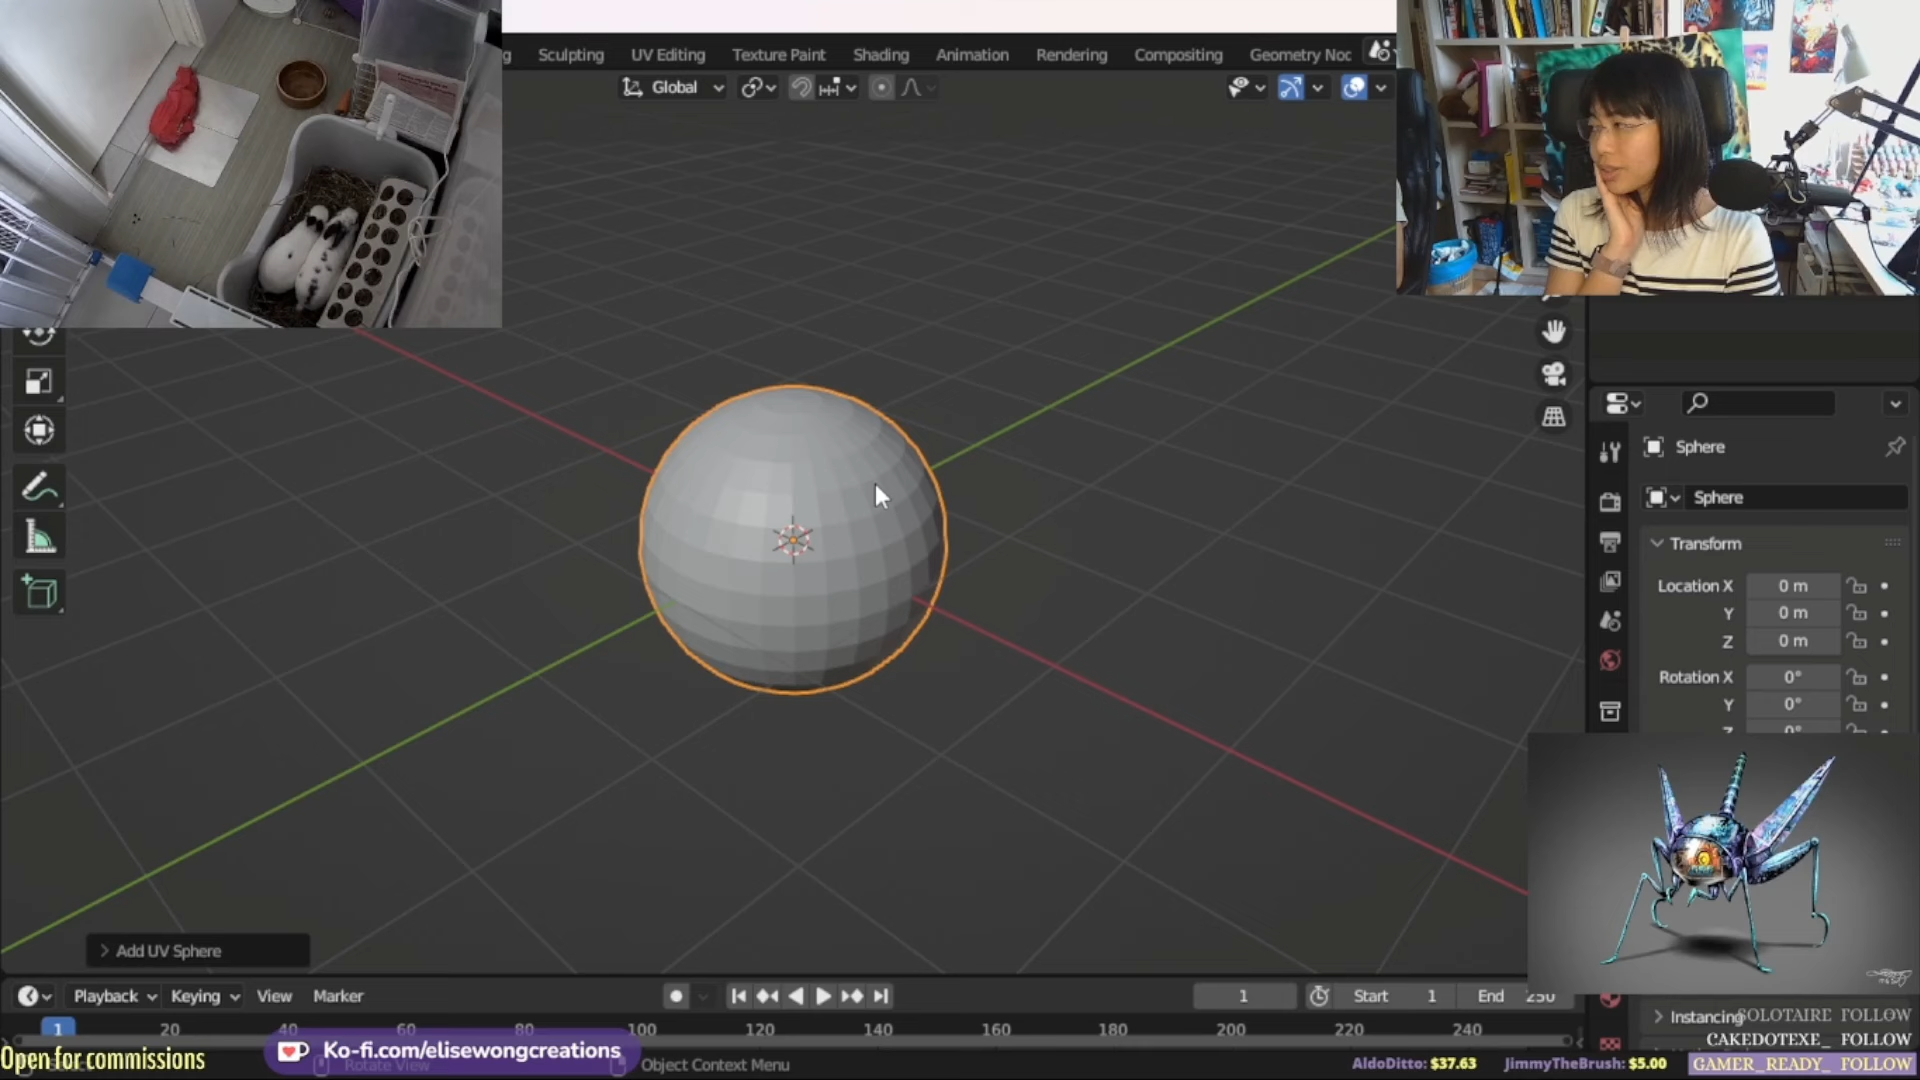 Sculpting UV Editing Texture Paint Shading Animation Rendering Compositing Geometry Noc
Global
Sphere
Sphere
Transform
Location X 0 m
Y 0 m
Z 0 m
Rotation X 0°
Y 0°
Add UV Sphere
Playback Keying View Marker
1 Start 1 End 250
1 20 40 60 80 100 120 140 160 180 200 220 240
Instancing
SOLOTAIRE FOLLOW
CAKEDOTEXE_ FOLLOW
GAMER_READY_ FOLLOW
Open for commissions
Ko-fi.com/elisewongcreations
Rotate View
Object Context Menu
AldoDitto: $37.63 JimmyTheBrush: $5.00